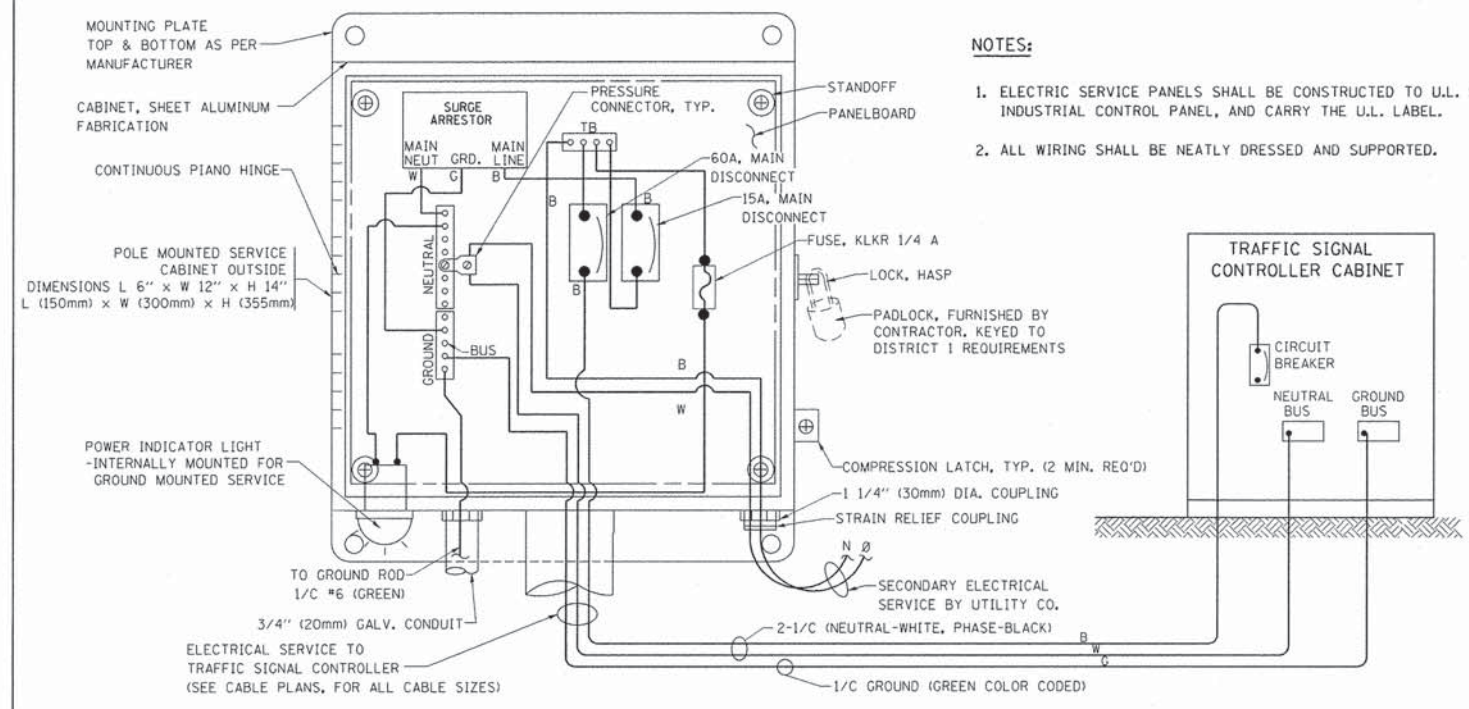 MOUNTING PLATE
TOP & BOTTOM AS PER
MANUFACTURER
CABINET, SHEET ALUMINUM
FABRICATION
CONTINUOUS PIANO HINGE
POLE MOUNTED SERVICE
CABINET OUTSIDE
DIMENSIONS L 6" x W 12" x H 14"
L (150mm) x W (300mm) x H (355mm)
POWER INDICATOR LIGHT
-INTERNALLY MOUNTED FOR
GROUND MOUNTED SERVICE
SURGE
ARRESTOR
MAIN
NEUT
GRD.
MAIN
LINE
W
G
B
PRESSURE
CONNECTOR, TYP.
TB
NEUTRAL
GROUND
BUS
B
B
B
B
W
STANDOFF
PANELBOARD
60A, MAIN
DISCONNECT
15A, MAIN
DISCONNECT
FUSE, KLKR 1/4 A
LOCK, HASP
PADLOCK, FURNISHED BY
CONTRACTOR. KEYED TO
DISTRICT 1 REQUIREMENTS
COMPRESSION LATCH, TYP. (2 MIN. REQ'D)
1 1/4" (30mm) DIA. COUPLING
STRAIN RELIEF COUPLING
N Ø
SECONDARY ELECTRICAL
SERVICE BY UTILITY CO.
TO GROUND ROD
1/C #6 (GREEN)
3/4" (20mm) GALV. CONDUIT
ELECTRICAL SERVICE TO
TRAFFIC SIGNAL CONTROLLER
(SEE CABLE PLANS, FOR ALL CABLE SIZES)
2-1/C (NEUTRAL-WHITE, PHASE-BLACK)
1/C GROUND (GREEN COLOR CODED)
B
W
G
NOTES:
1. ELECTRIC SERVICE PANELS SHALL BE CONSTRUCTED TO U.L.
INDUSTRIAL CONTROL PANEL, AND CARRY THE U.L. LABEL.
2. ALL WIRING SHALL BE NEATLY DRESSED AND SUPPORTED.
TRAFFIC SIGNAL
CONTROLLER CABINET
CIRCUIT
BREAKER
NEUTRAL
BUS
GROUND
BUS